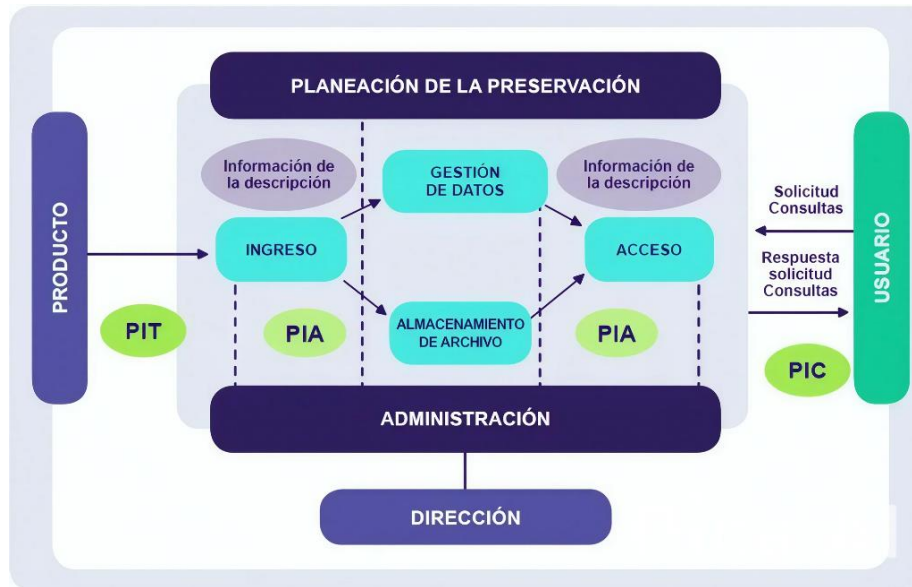 PLANEACIÓN DE LA PRESERVACIÓN
PRODUCTO
Información de
la descripción
GESTIÓN
DE DATOS
Información de
la descripción
Solicitud
Consultas
INGRESO
ACCESO
Respuesta
solicitud
Consultas
USUARIO
PIT
PIA
ALMACENAMIENTO
DE ARCHIVO
PIA
PIC
ADMINISTRACIÓN
DIRECCIÓN